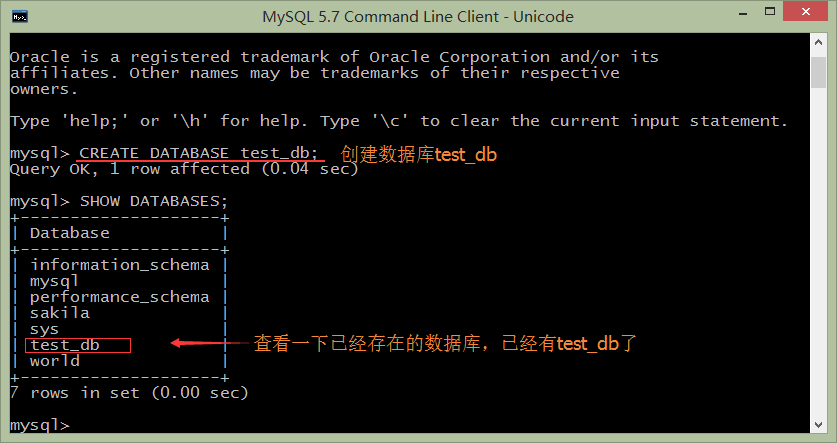 MySQL 5.7 Command Line Client - Unicode
Oracle is a registered trademark of Oracle Corporation and/or its
affiliates. Other names may be trademarks of their respective
owners.
Type 'help;' or '\h' for help. Type '\c' to clear the current input statement.
mysql> CREATE DATABASE test_db; 创建数据库test_db
Query OK, 1 row affected (0.04 sec)
mysql> SHOW DATABASES;
+--------------------+
| Database           |
+--------------------+
| information_schema |
| mysql              |
| performance_schema |
| sakila             |
| sys                |
| test_db            | 查看一下已经存在的数据库，已经有test_db了
| world              |
+--------------------+
7 rows in set (0.00 sec)
mysql>